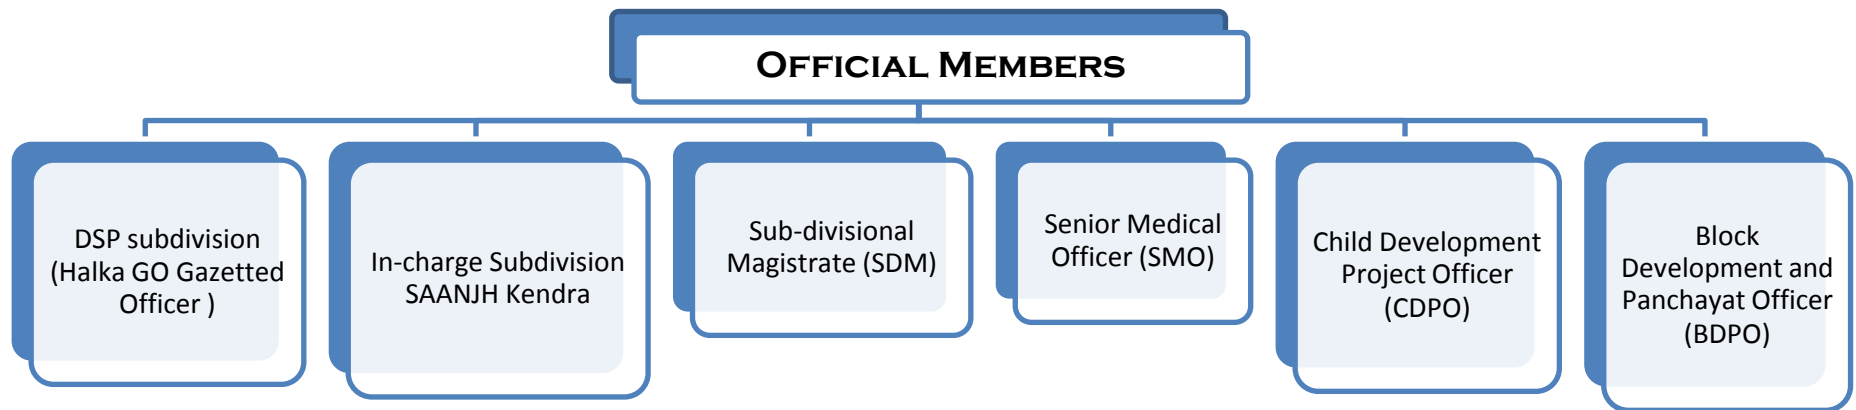 OFFICIAL MEMBERS
DSP subdivision
(Halka GO Gazetted
Officer )
In-charge Subdivision
SAANJH Kendra
Sub-divisional
Magistrate (SDM)
Senior Medical
Officer (SMO)
Child Development
Project Officer
(CDPO)
Block
Development and
Panchayat Officer
(BDPO)